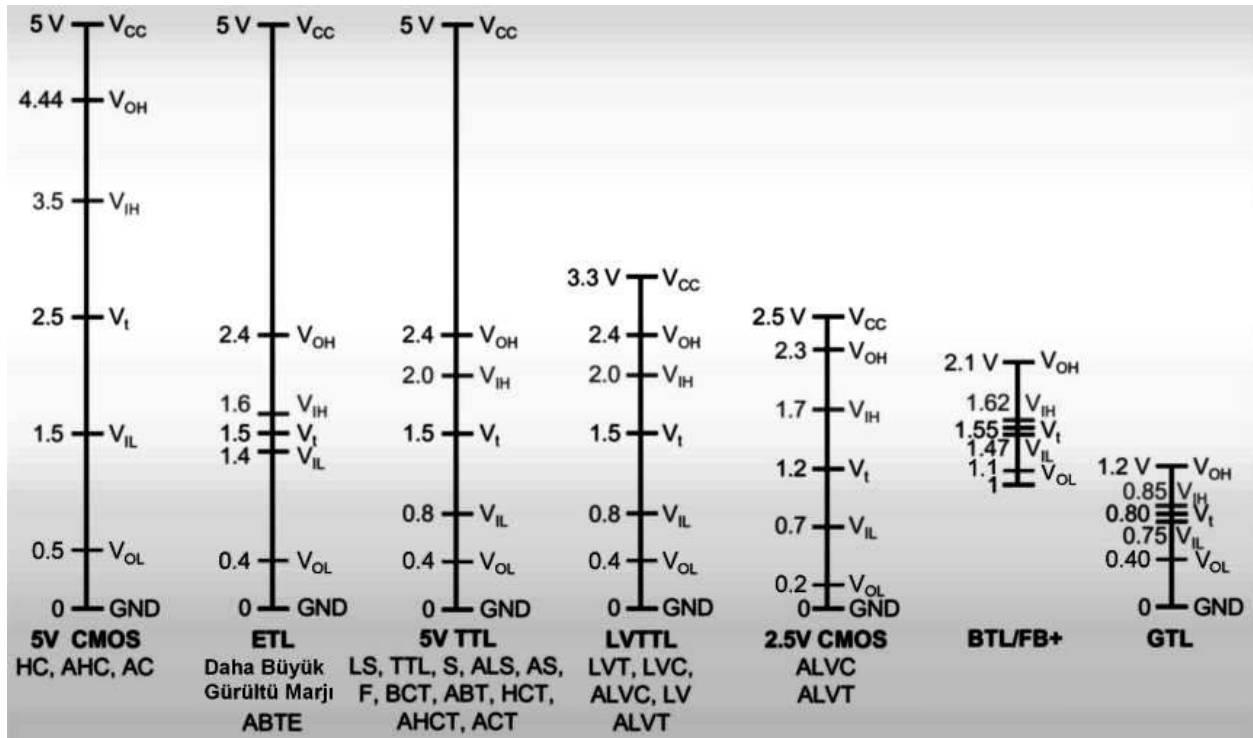 5 V VCC
4.44 VOH
3.5 VIH
2.5 Vt
1.5 VIL
0.5 VOL
0 GND
5V CMOS
HC, AHC, AC
5 V VCC
2.4 VOH
1.6 VIH
1.5 Vt
1.4 VIL
0.4 VOL
0 GND
ETL
Daha Büyük
Gürültü Marjı
ABTE
5 V VCC
2.4 VOH
2.0 VIH
1.5 Vt
0.8 VIL
0.4 VOL
0 GND
5V TTL
LS, TTL, S, ALS, AS,
F, BCT, ABT, HCT,
AHCT, ACT
3.3 V VCC
2.4 VOH
2.0 VIH
1.5 Vt
0.8 VIL
0.4 VOL
0 GND
LVTTL
LVT, LVC,
ALVC, LV
ALVT
2.5 V VCC
2.3 VOH
1.7 VIH
1.2 Vt
0.7 VIL
0.2 VOL
0 GND
2.5V CMOS
ALVC
ALVT
2.1 V VOH
1.62 VIH
1.55 Vt
1.47 VIL
1.1 VOL
1
BTL/FB+
1.2 V VOH
0.85 VIH
0.80 Vt
0.75 VIL
0.40 VOL
0 GND
GTL